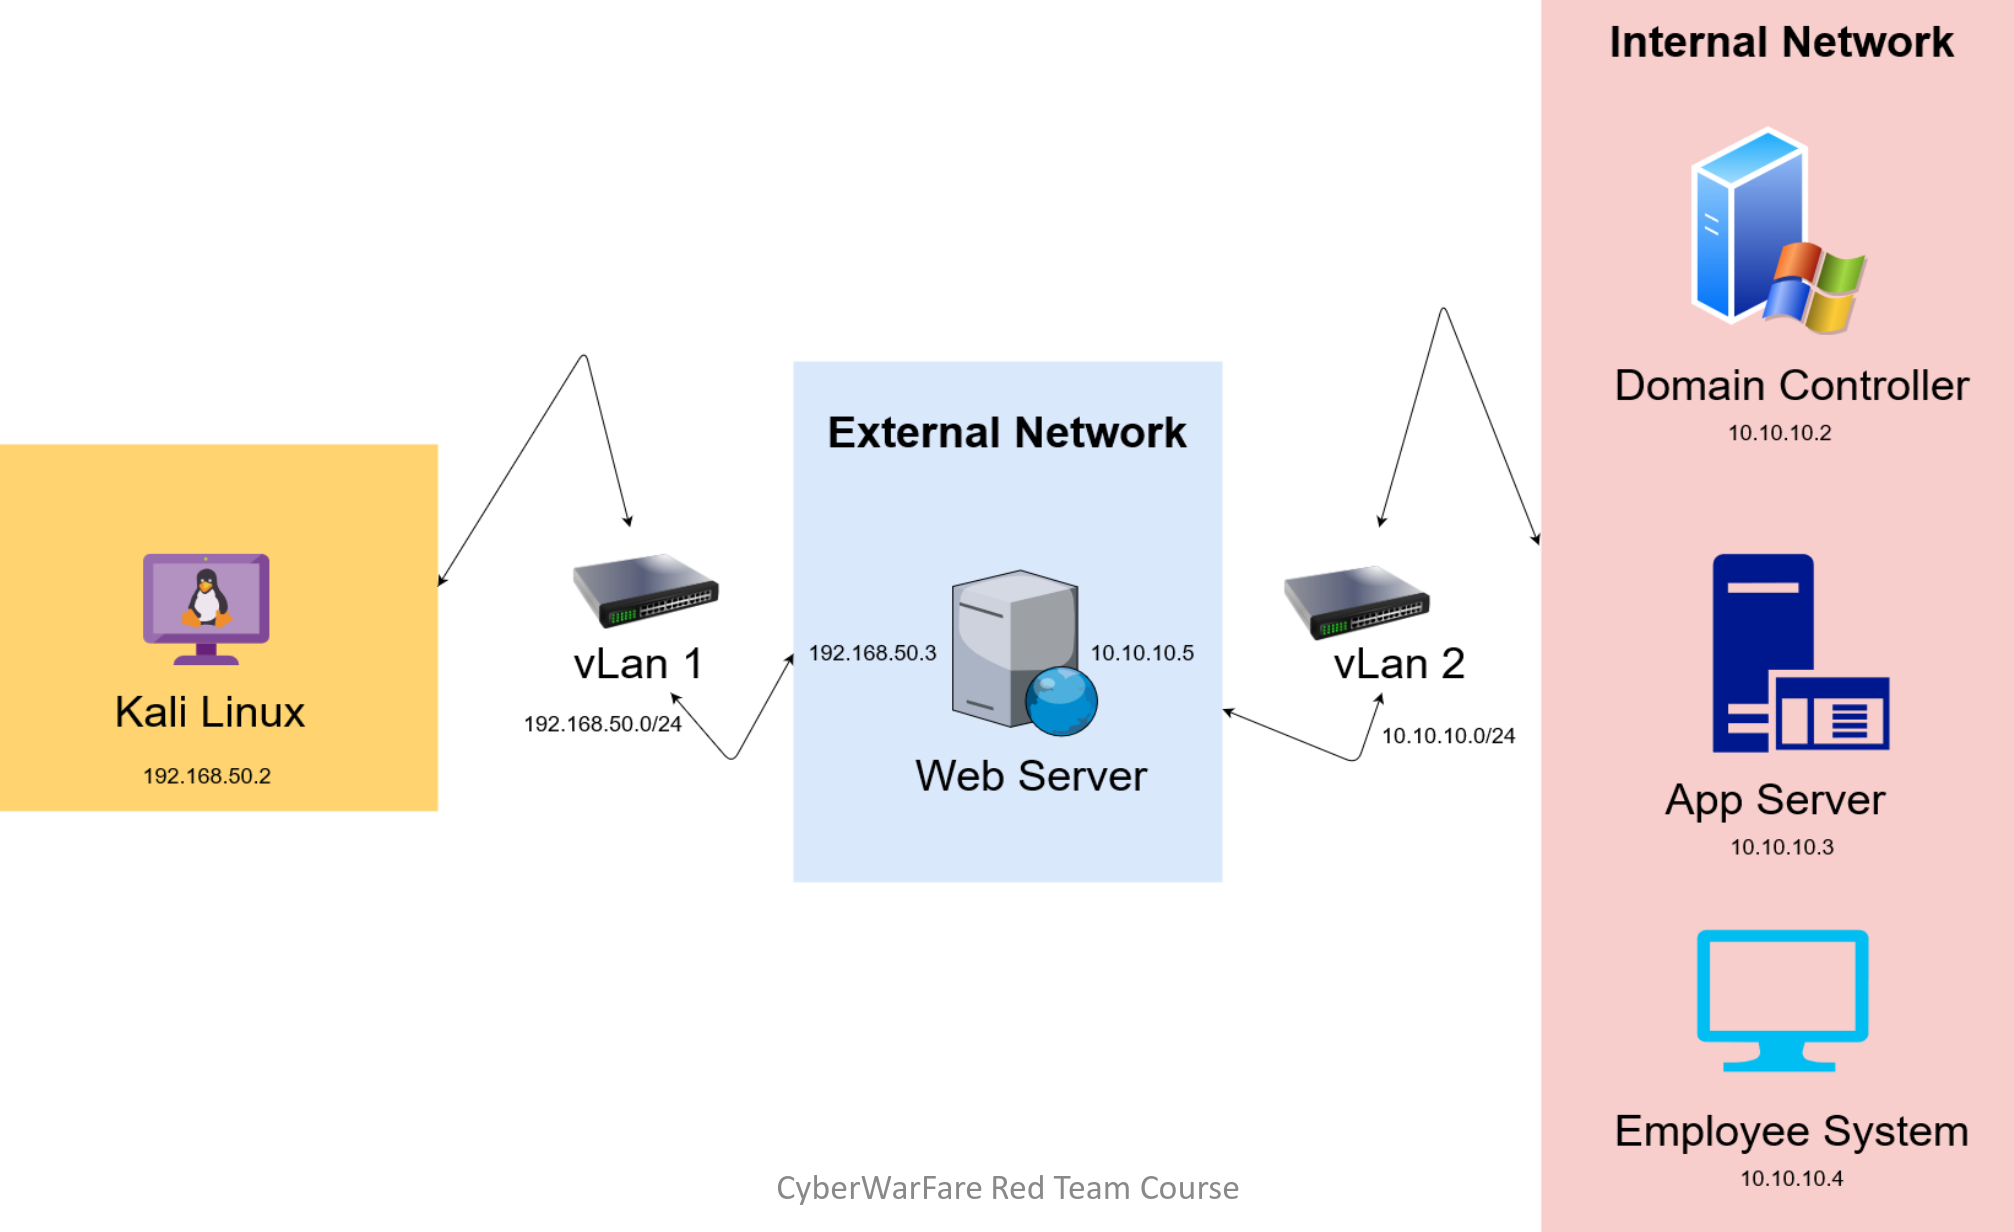 Internal Network
Domain Controller
10.10.10.2
External Network
Kali Linux
192.168.50.2
vLan 1
192.168.50.0/24
192.168.50.3
10.10.10.5
Web Server
vLan 2
10.10.10.0/24
App Server
10.10.10.3
Employee System
10.10.10.4
CyberWarFare Red Team Course